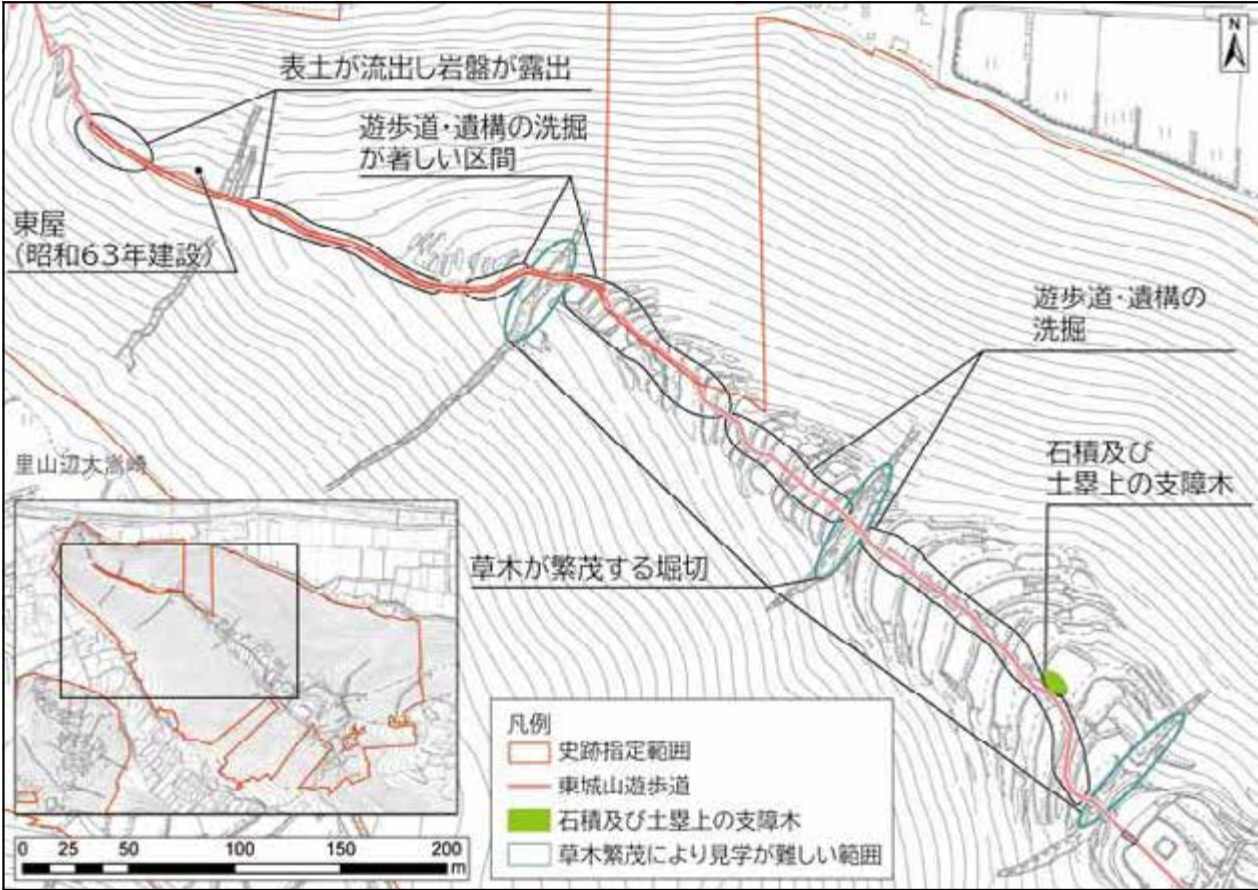 N
表土が流出し岩盤が露出
遊歩道・遺構の洗掘
が著しい区間
東屋
(昭和63年建設)
遊歩道・遺構の
洗掘
石積及び
土塁上の支障木
里山辺大嵩崎
草木が繁茂する堀切
凡例
史跡指定範囲
東城山遊歩道
石積及び土塁上の支障木
草木繁茂により見学が難しい範囲
0 25 50 100 150 200
m